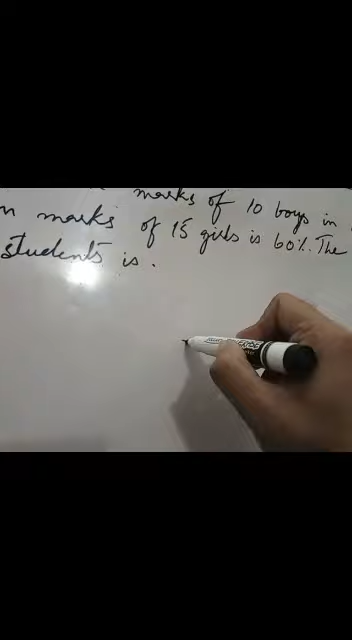 marks of 10 boys in
marks of 15 girls is 60%. The
students is.